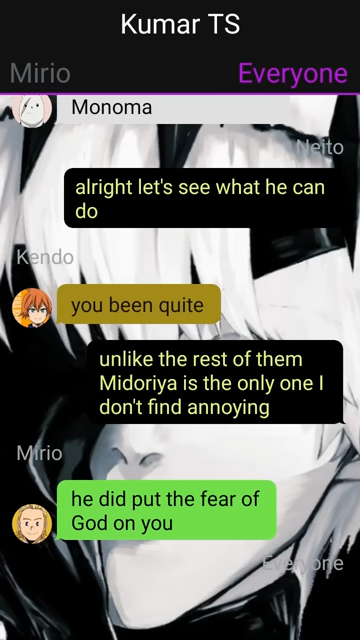 Kumar TS
Mirio
Everyone
Monoma
Neito
alright let's see what he can
do
Kendo
you been quite
unlike the rest of them
Midoriya is the only one I
don't find annoying
Mirio
he did put the fear of
God on you
Everyone